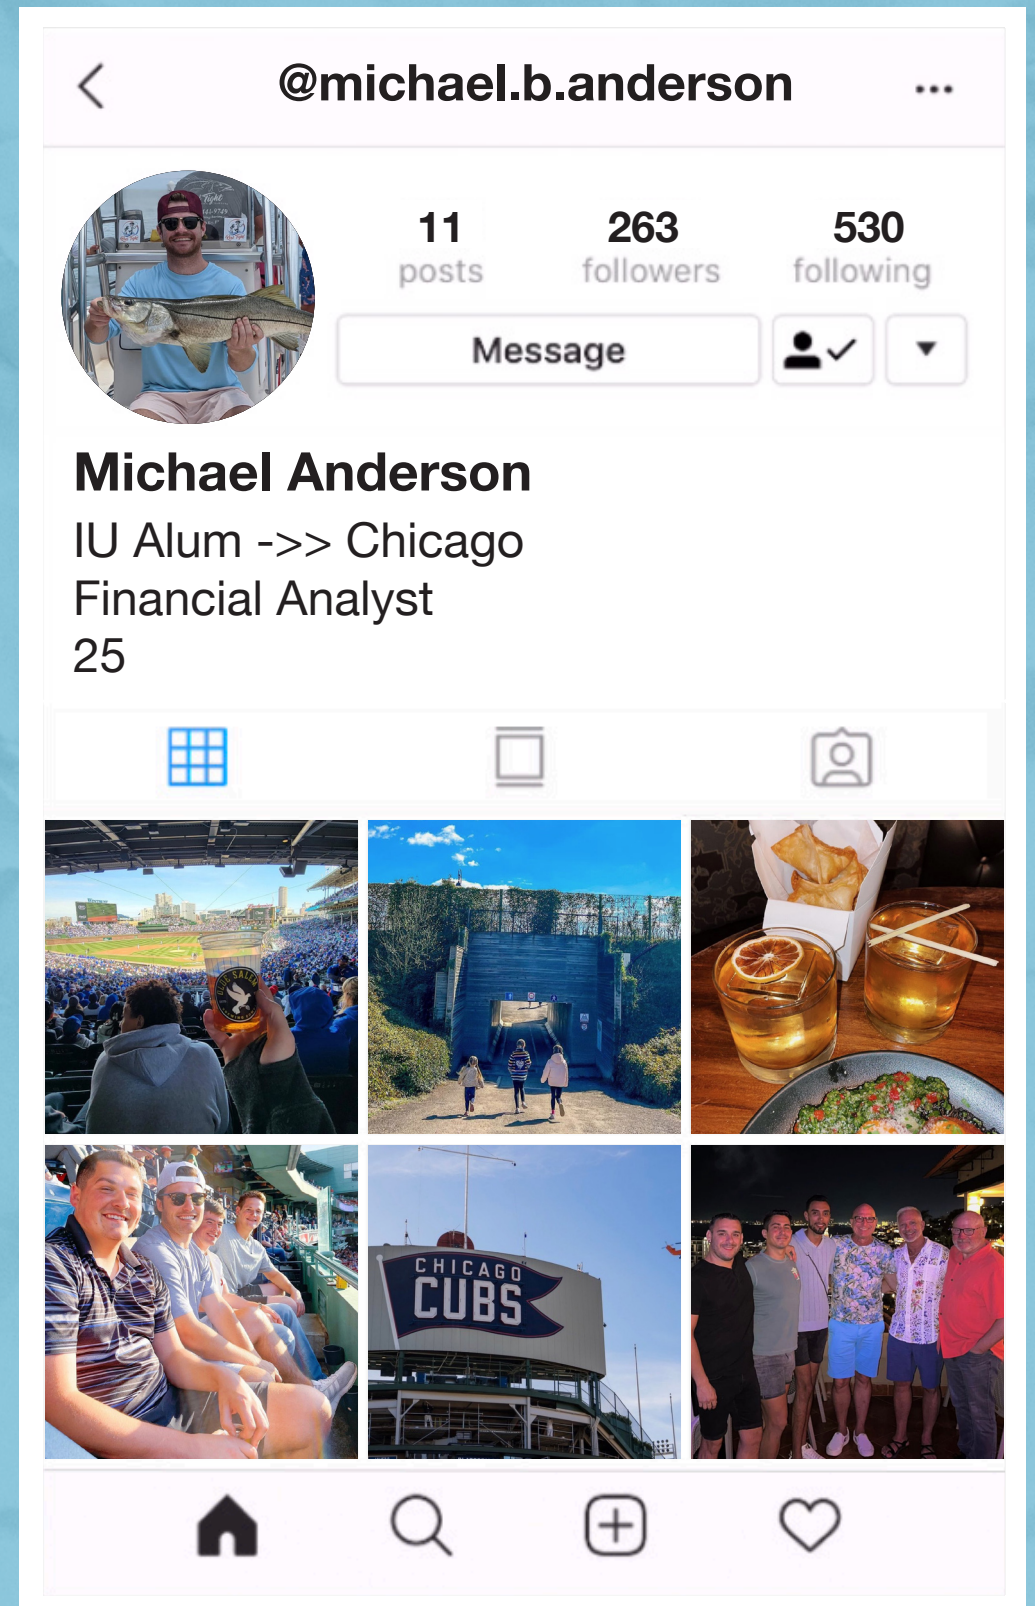 @michael.b.anderson
11
posts
263
followers
530
following
Message
Michael Anderson
IU Alum ->> Chicago
Financial Analyst
25
CHICAGO
CUBS